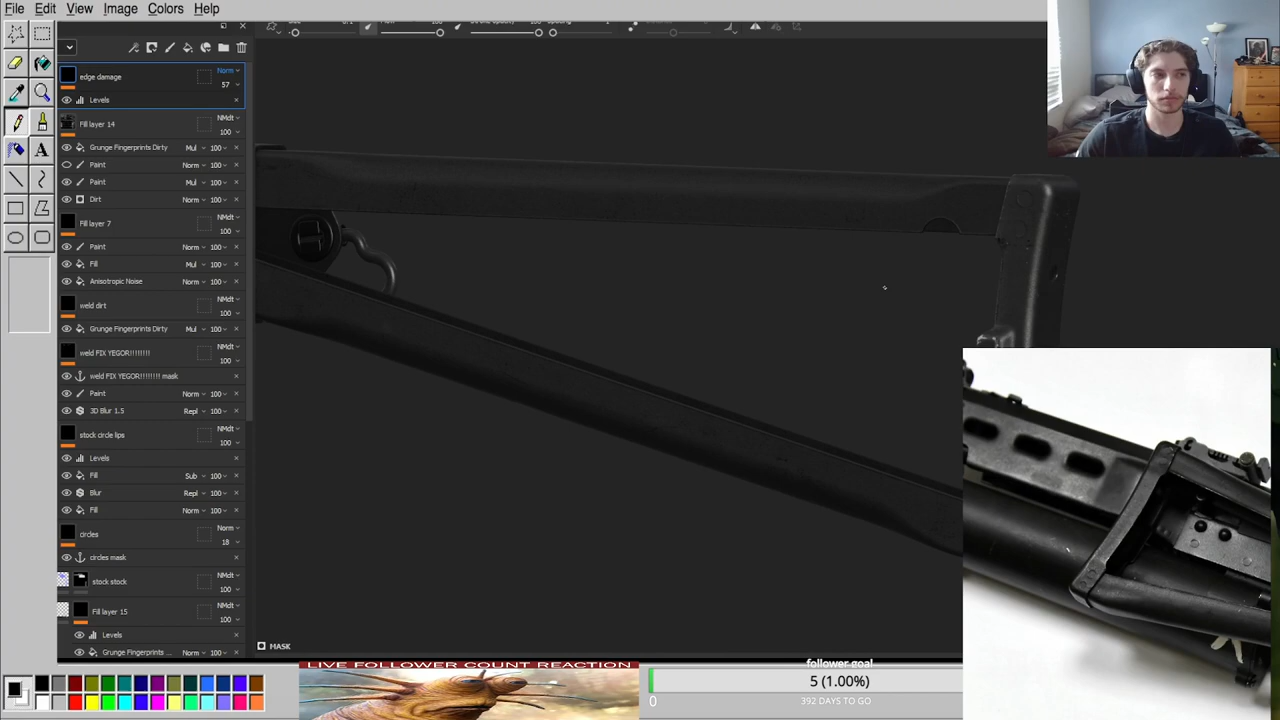 File Edit View Image Colors Help
edge damage Norm
57
Levels
Fill layer 14 NMdt
100
Grunge Fingerprints Dirty Mul 100
Paint Norm 100
Paint Mul 100
Dirt Norm 100
Fill layer 7 NMdt
100
Paint Norm 100
Fill Mul 100
Anisotropic Noise Norm 100
weld dirt NMdt
100
Grunge Fingerprints Dirty Mul 100
weld FIX YEGOR!!!!!!!! NMdt
100
weld FIX YEGOR!!!!!!!! mask
Paint Norm 100
3D Blur 1.5 Repl 100
stock circle lips NMdt
100
Levels
Fill Sub 100
Blur Repl 100
Fill Norm 100
circles Norm
18
circles mask
stock stock NMdt
100
Fill layer 15 NMdt
100
Levels
Grunge Fingerprints ... Mul 100
MASK
LIVE FOLLOWER COUNT REACTION
follower goal
5 (1.00%)
0
392 DAYS TO GO